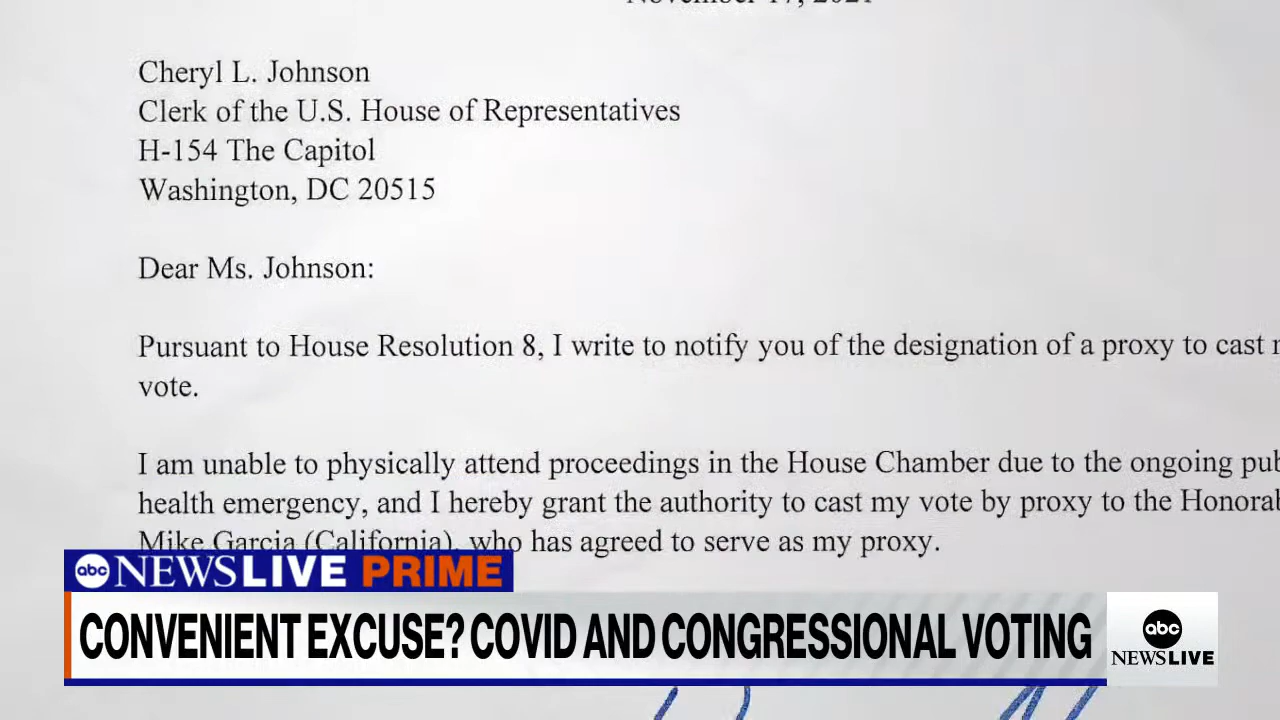 November 17, 2021
Cheryl L. Johnson
Clerk of the U.S. House of Representatives
H-154 The Capitol
Washington, DC 20515
Dear Ms. Johnson:
Pursuant to House Resolution 8, I write to notify you of the designation of a proxy to cast
vote.
I am unable to physically attend proceedings in the House Chamber due to the ongoing
health emergency, and I hereby grant the authority to cast my vote by proxy to the
Mike Garcia (California), who has agreed to serve as my proxy.
abc NEWS LIVE PRIME
CONVENIENT EXCUSE? COVID AND CONGRESSIONAL VOTING
abc
NEWS LIVE